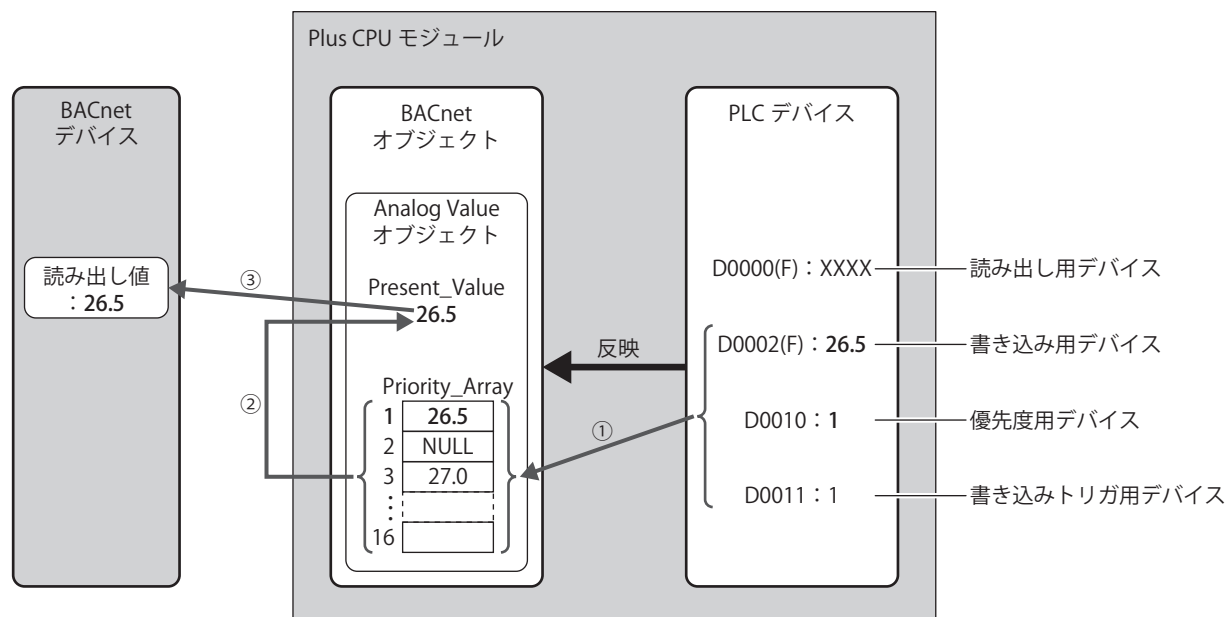 Plus CPU モジュール
BACnet
デバイス
読み出し値
：26.5
③
②
BACnet
オブジェクト
Analog Value
オブジェクト
Present_Value
26.5
Priority_Array
1 26.5
2 NULL
3 27.0
16
反映
①
PLC デバイス
D0000(F)：XXXX 読み出し用デバイス
D0002(F)：26.5 書き込み用デバイス
D0010：1 優先度用デバイス
D0011：1 書き込みトリガ用デバイス